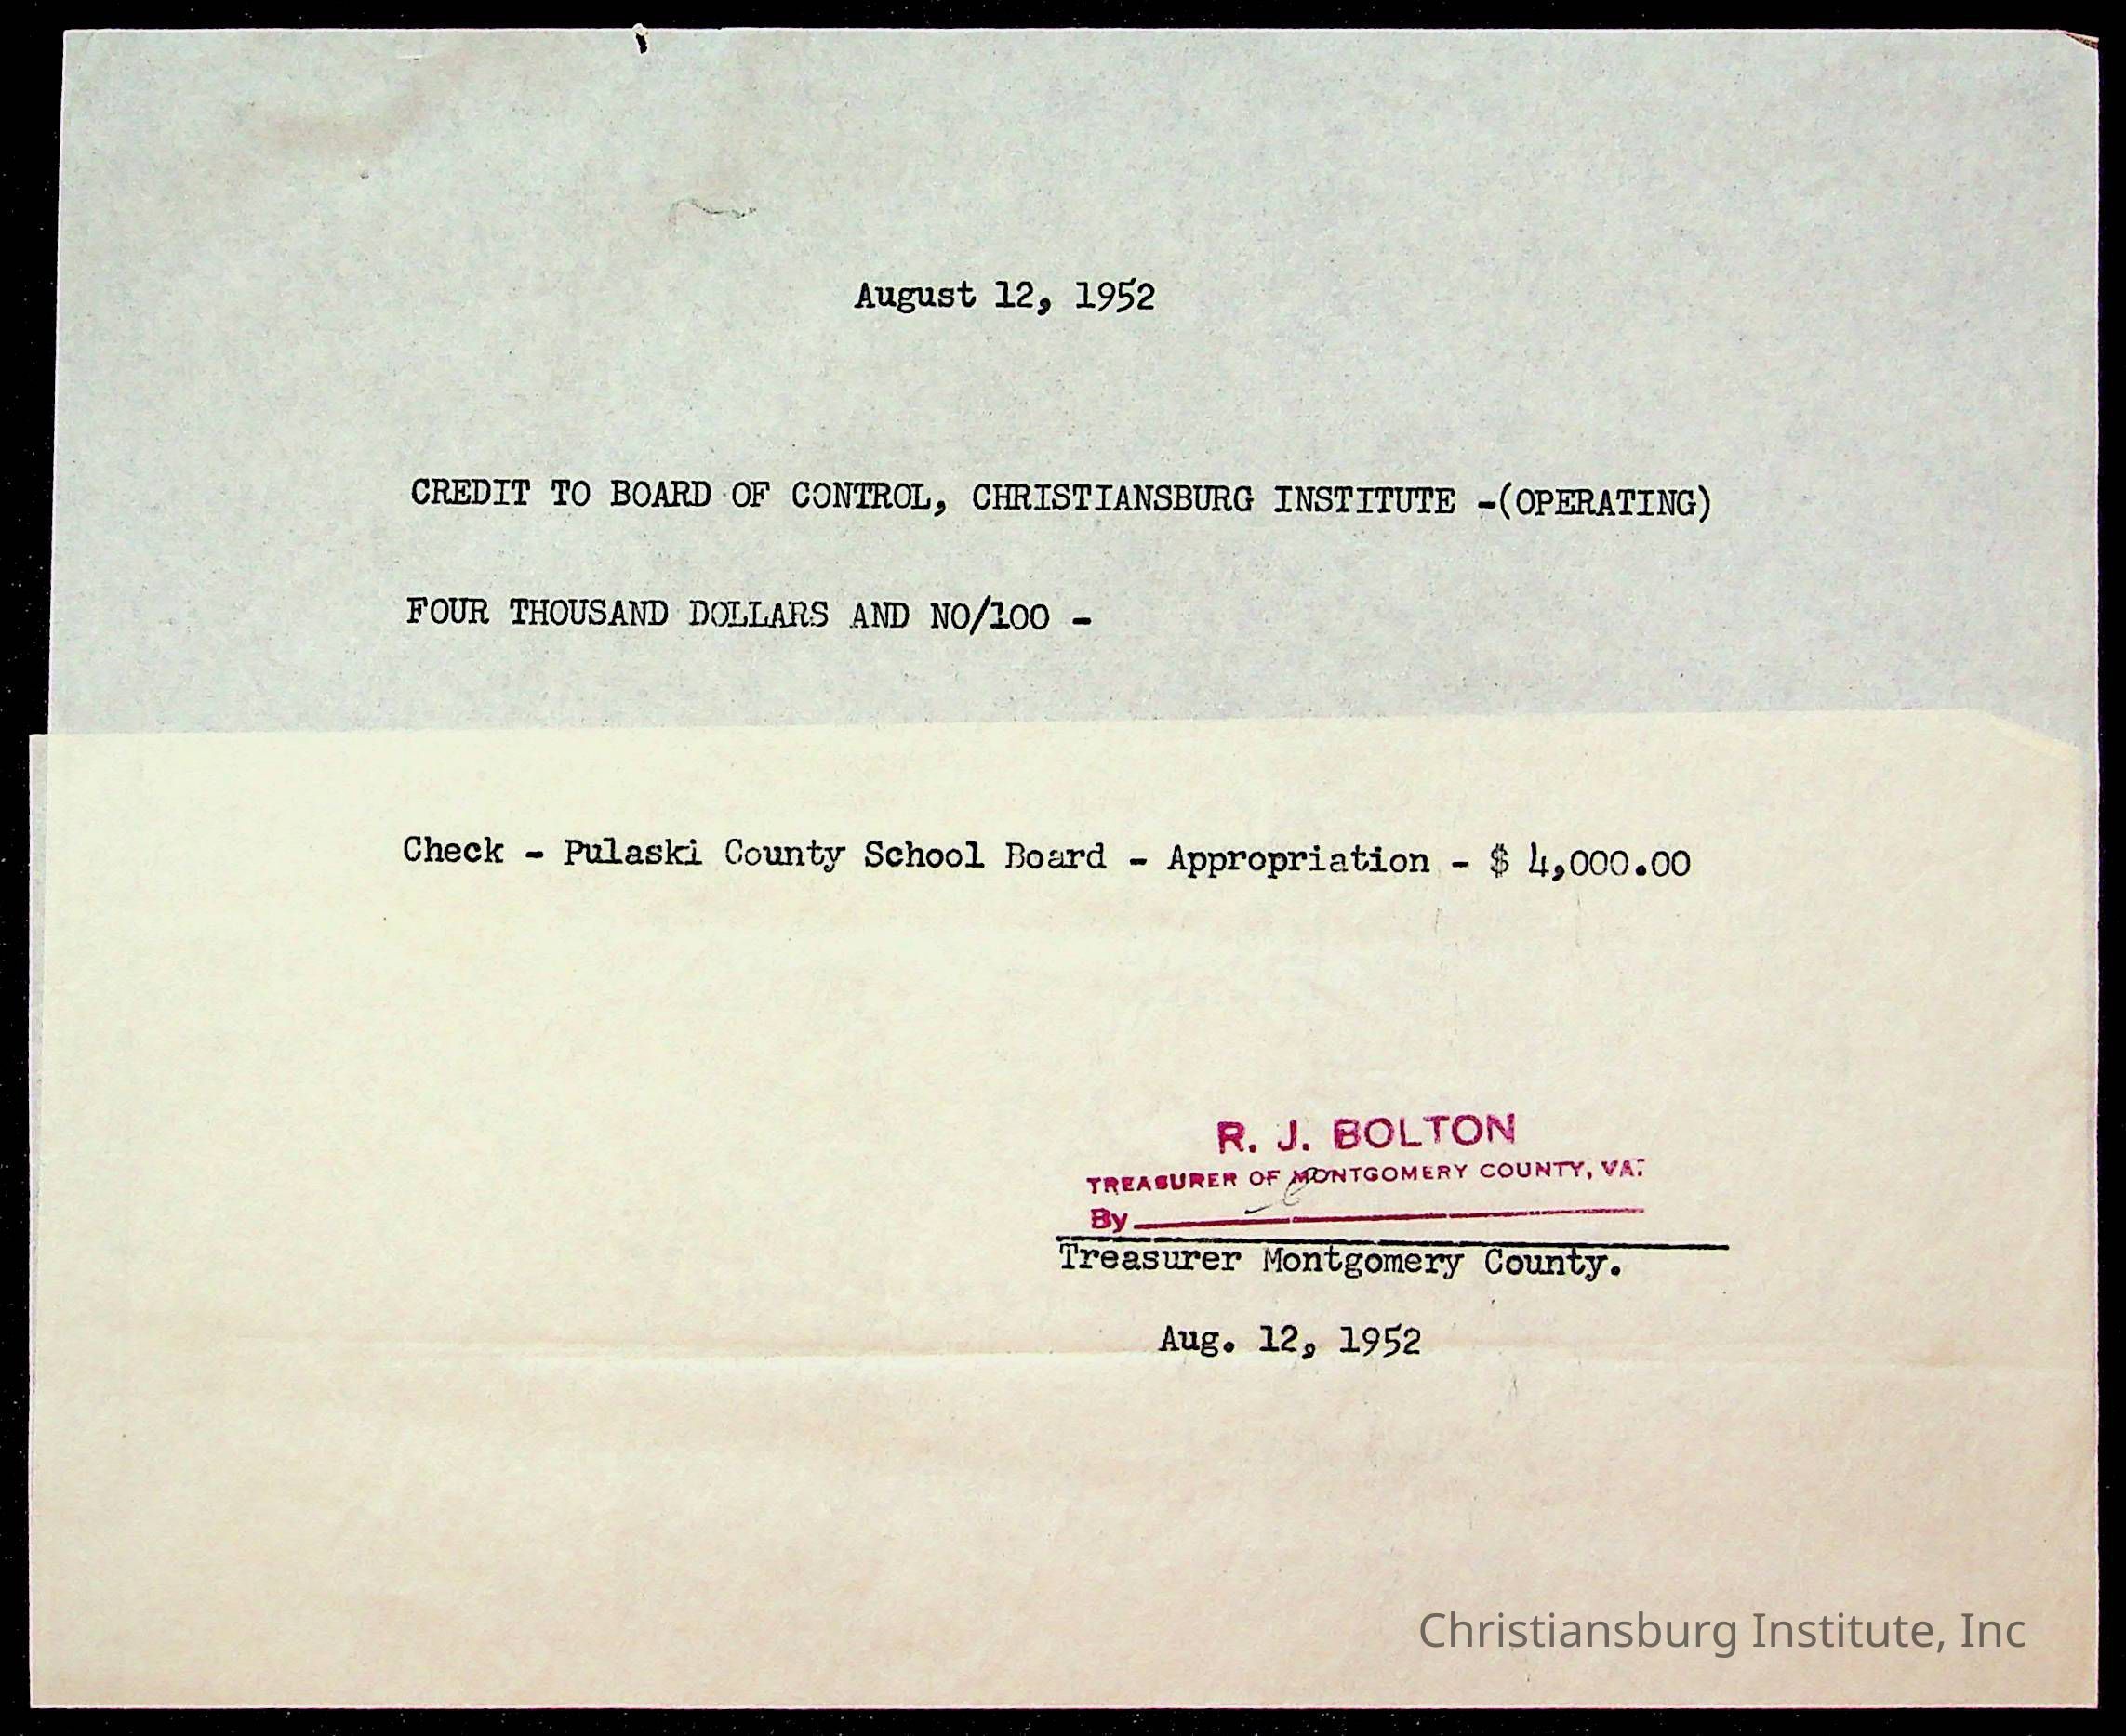 August 12, 1952
CREDIT TO BOARD OF CONTROL, CHRISTIANSBURG INSTITUTE -(OPERATING)
FOUR THOUSAND DOLLARS AND NO/100 -
Check - Pulaski County School Board - Appropriation - $ 4,000.00
R. J. BOLTON
TREASURER OF MONTGOMERY COUNTY, VA.
By
Treasurer Montgomery County.
Aug. 12, 1952
Christiansburg Institute, Inc